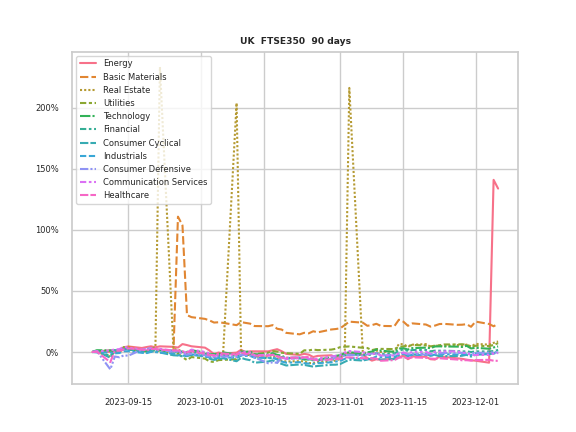 UK FTSE350 90 days
Energy
Basic Materials
Real Estate
Utilities
Technology
Financial
Consumer Cyclical
Industrials
Consumer Defensive
Communication Services
Healthcare
200%
150%
100%
50%
0%
2023-09-15 2023-10-01 2023-10-15 2023-11-01 2023-11-15 2023-12-01